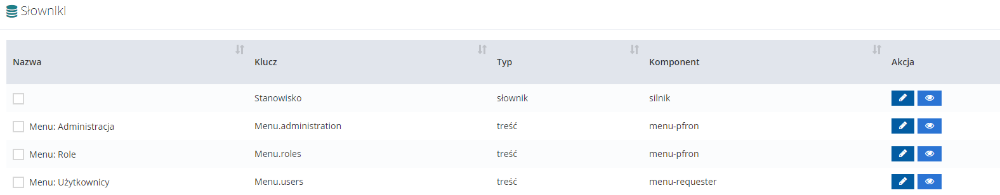 Słowniki
Nazwa Klucz Typ Komponent Akcja
Stanowisko słownik silnik
Menu: Administracja Menu.administration treść menu-pfron
Menu: Role Menu.roles treść menu-pfron
Menu: Użytkownicy Menu.users treść menu-requester